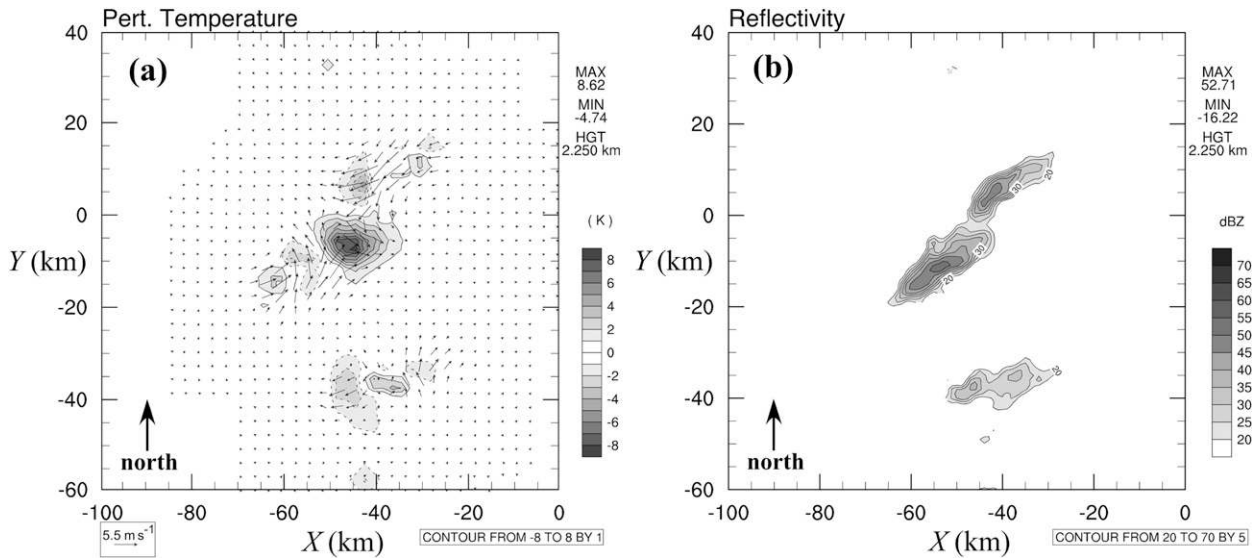 Pert. Temperature
(a)
40
20
0
-20
-40
-60
Y (km)
-100
-80
-60
-40
-20
0
X (km)
north
5.5 m s⁻¹
CONTOUR FROM -8 TO 8 BY 1
MAX
8.62
MIN
-4.74
HGT
2.250 km
( K )
8
6
4
2
0
-2
-4
-6
-8
Reflectivity
(b)
40
20
0
-20
-40
-60
Y (km)
-100
-80
-60
-40
-20
0
X (km)
north
20
30
30
20
CONTOUR FROM 20 TO 70 BY 5
MAX
52.71
MIN
-16.22
HGT
2.250 km
dBZ
70
65
60
55
50
45
40
35
30
25
20